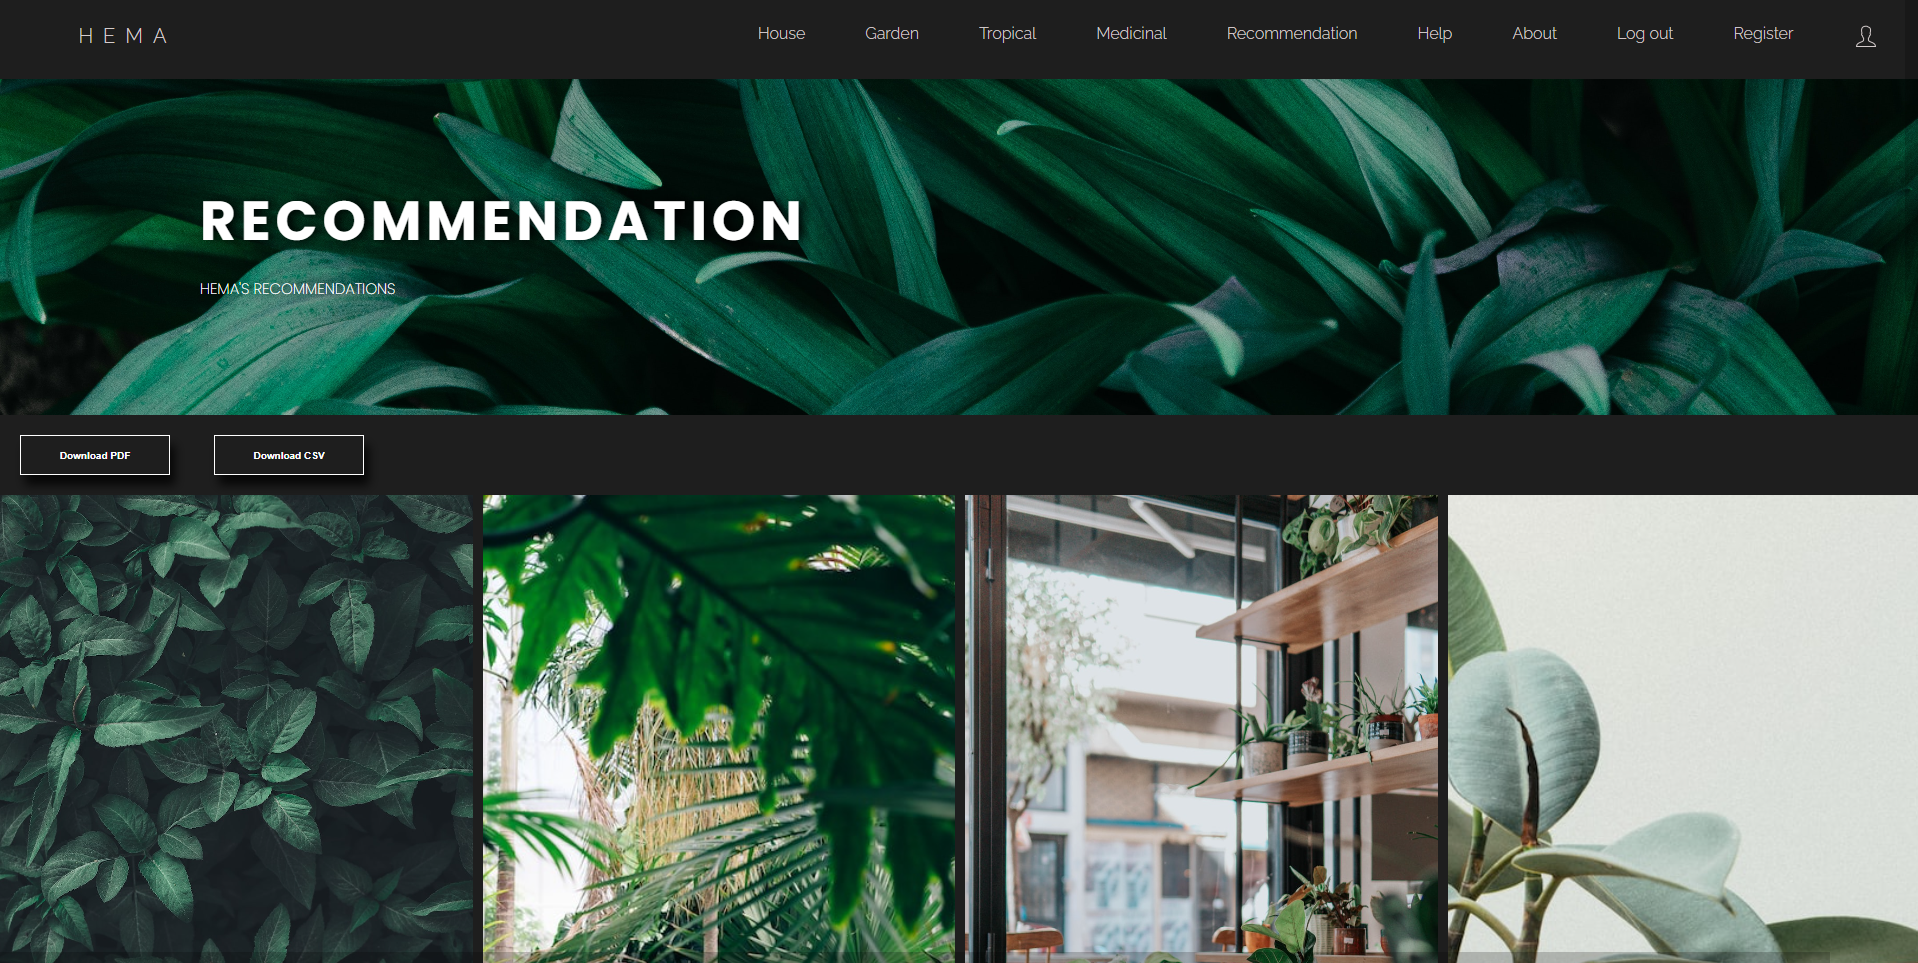 HEMA
House Garden Tropical Medicinal Recommendation Help About Log out Register
RECOMMENDATION
HEMA'S RECOMMENDATIONS
Download PDF Download CSV